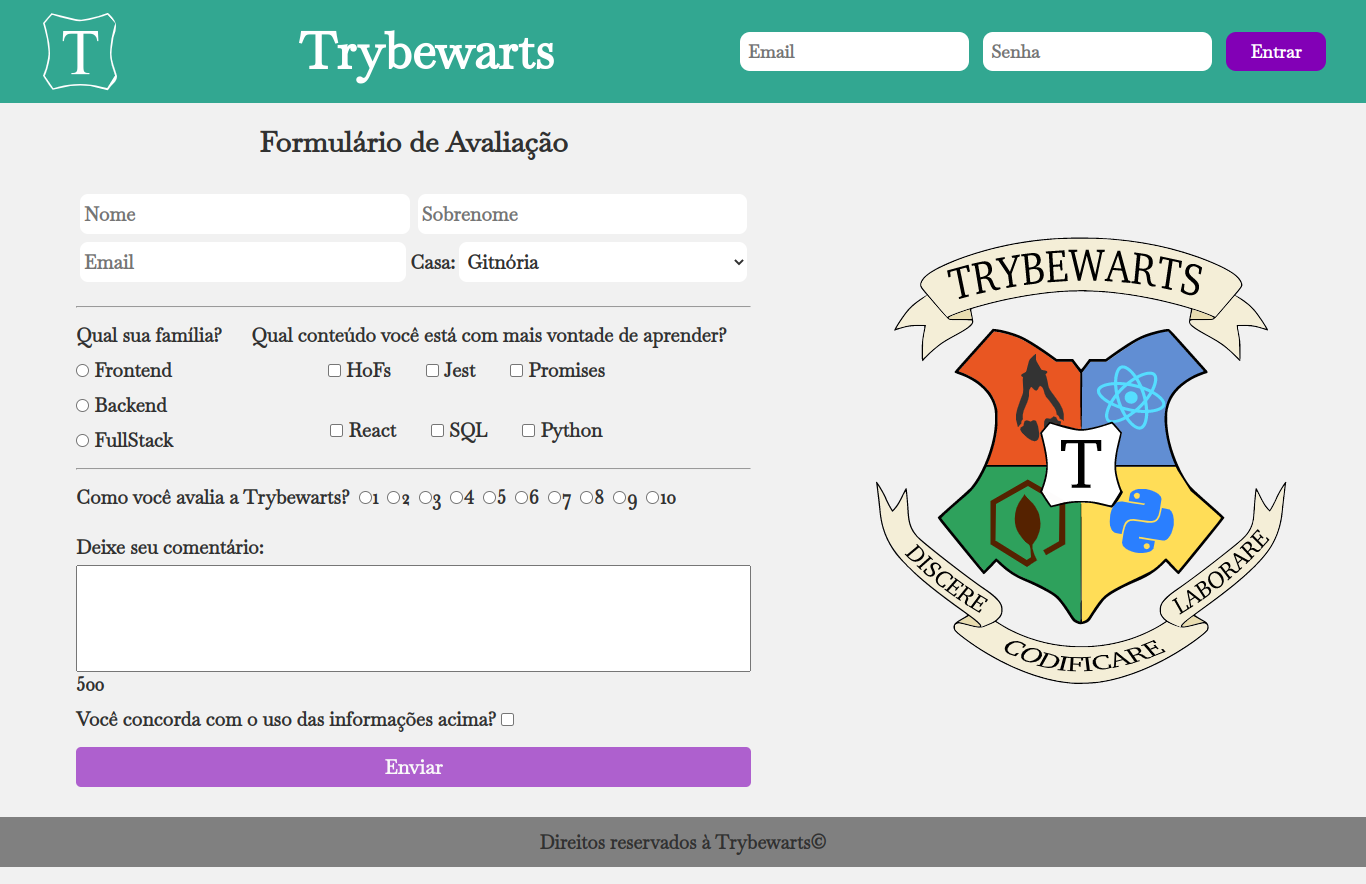 T Trybewarts Email Senha Entrar
Formulário de Avaliação
Nome Sobrenome
Email Casa: Gitnória
Qual sua família? Qual conteúdo você está com mais vontade de aprender?
Frontend HoFs Jest Promises
Backend
React SQL Python
FullStack
Como você avalia a Trybewarts? 1 2 3 4 5 6 7 8 9 10
Deixe seu comentário:
500
Você concorda com o uso das informações acima?
Enviar
TRYBEWARTS
T
DISCERE
CODIFICARE
LABORARE
Direitos reservados à Trybewarts©